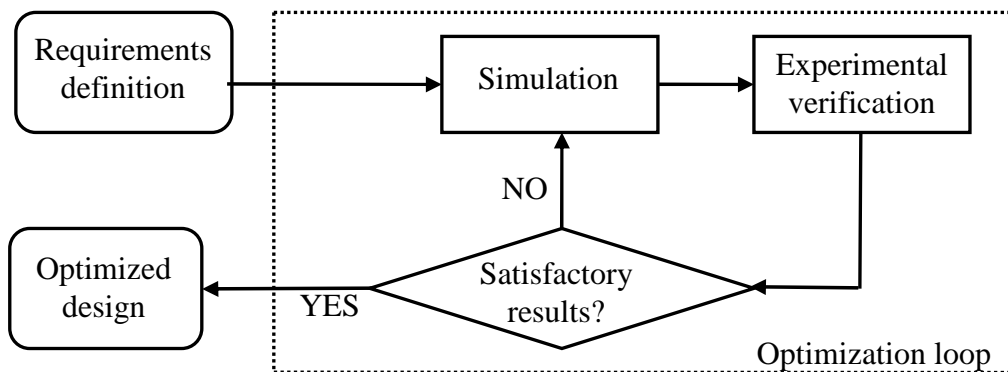 Requirements
definition
Simulation
Experimental
verification
NO
Optimized
design
YES
Satisfactory
results?
Optimization loop